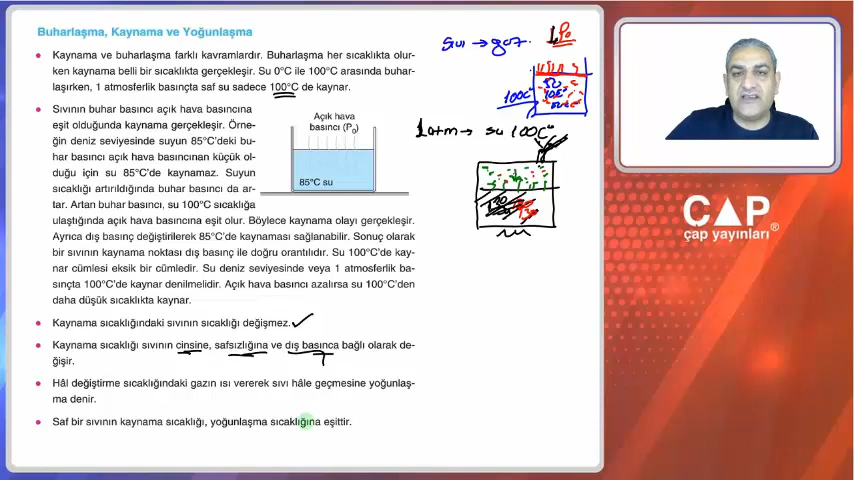 Buharlaşma, Kaynama ve Yoğunlaşma
Kaynama ve buharlaşma farklı kavramlardır. Buharlaşma her sıcaklıkta olur-
ken kaynama belli bir sıcaklıkta gerçekleşir. Su 0°C ile 100°C arasında buhar-
laşırken, 1 atmosferlik basınçta saf su sadece 100°C de kaynar.
Sıvının buhar basıncı açık hava basıncına
eşit olduğunda kaynama gerçekleşir. Örne-
ğin deniz seviyesinde suyun 85°C'deki bu-
har basıncı açık hava basıncınan küçük ol-
duğu için su 85°C'de kaynamaz. Suyun
sıcaklığı artırıldığında buhar basıncı da ar-
tar. Artan buhar basıncı, su 100°C sıcaklığa
ulaştığında açık hava basıncına eşit olur. Böylece kaynama olayı gerçekleşir.
Ayrıca dış basınç değiştirilerek 85°C'de kaynaması sağlanabilir. Sonuç olarak
bir sıvının kaynama noktası dış basınç ile doğru orantılıdır. Su 100°C'de kay-
nar cümlesi eksik bir cümledir. Su deniz seviyesinde veya 1 atmosferlik ba-
sınçta 100°C'de kaynar denilmelidir. Açık hava basıncı azalırsa su 100°C'den
daha düşük sıcaklıkta kaynar.
Açık hava
basıncı (P0)
85°C su
Kaynama sıcaklığındaki sıvının sıcaklığı değişmez.
Kaynama sıcaklığı sıvının cinsine, safsızlığına ve dış basınca bağlı olarak de-
ğişir.
Hâl değiştirme sıcaklığındaki gazın ısı vererek sıvı hâle geçmesine yoğunlaş-
ma denir.
Saf bir sıvının kaynama sıcaklığı, yoğunlaşma sıcaklığına eşittir.
sıvı → gaz.
P0
100C°
1 atm → su 100C°
ÇAP
çap yayınları®